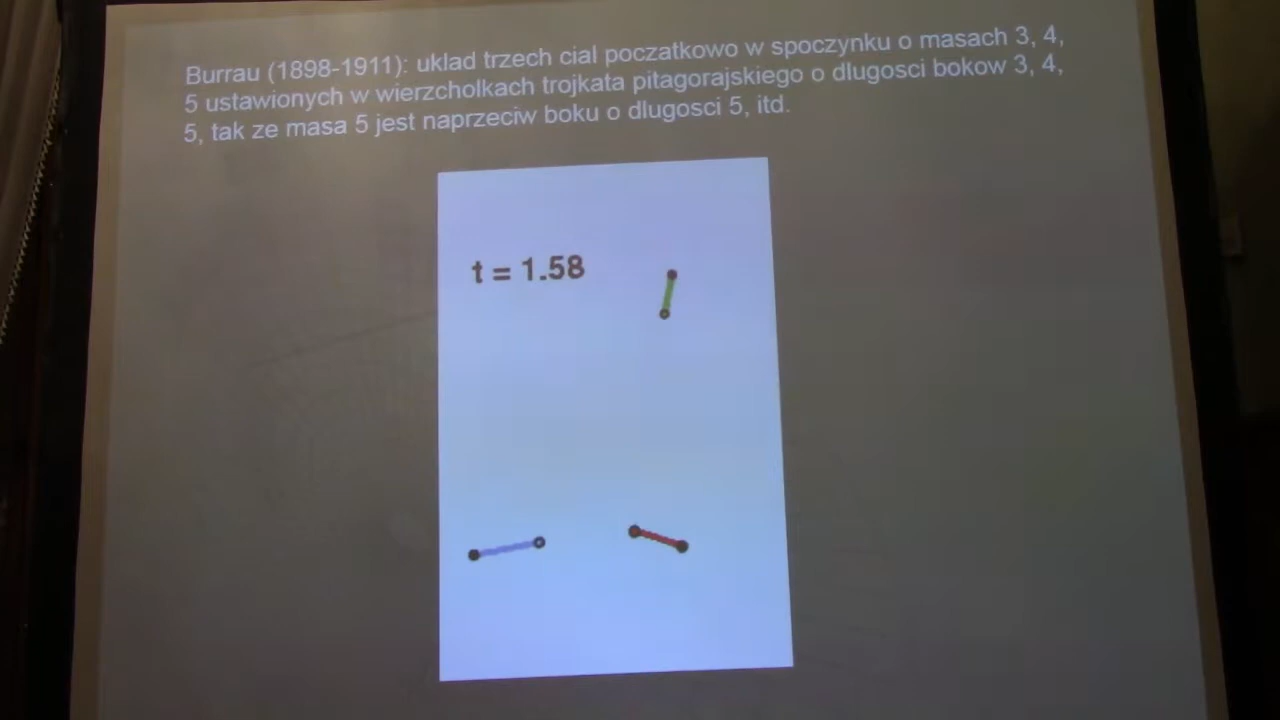 Burrau (1898-1911): uklad trzech cial poczatkowo w spoczynku o masach 3, 4,
5 ustawionych w wierzcholkach trojkata pitagorajskiego o dlugosci bokow 3, 4,
5, tak ze masa 5 jest naprzeciw boku o dlugosci 5, itd.
t = 1.58